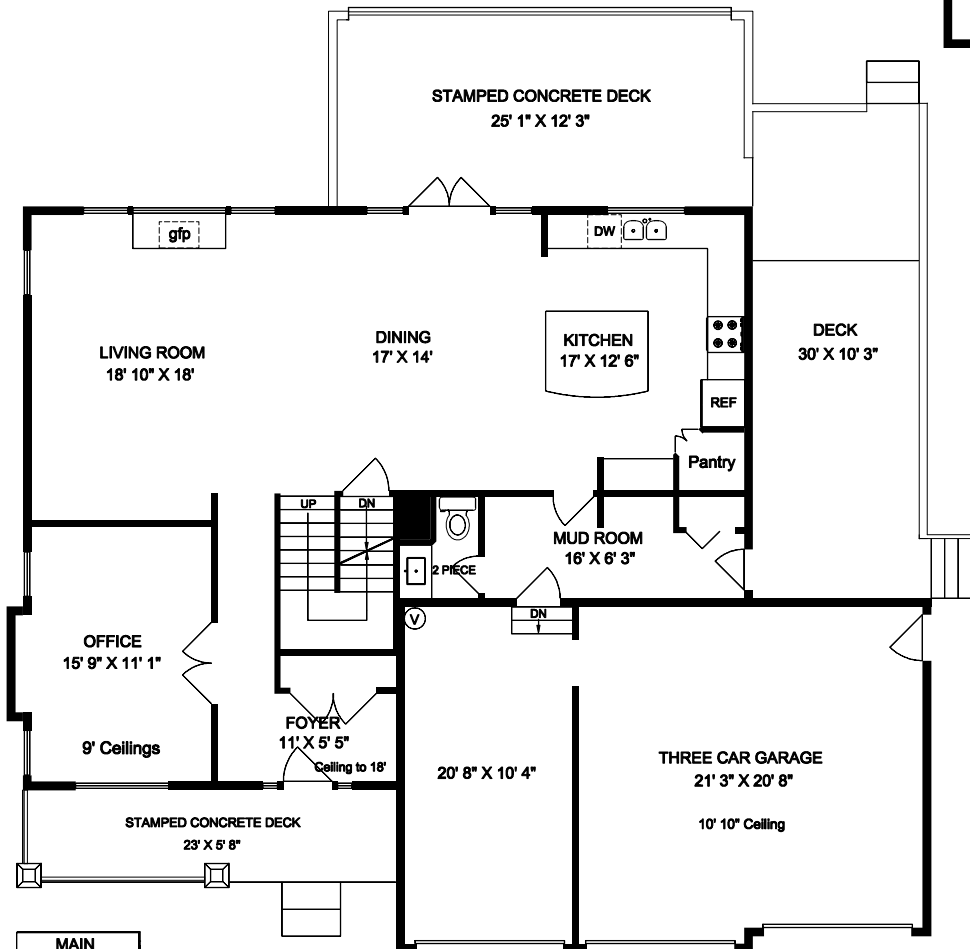 STAMPED CONCRETE DECK
25' 1" X 12' 3"
gfp
DW
DINING
17' X 14'
KITCHEN
17' X 12' 6"
DECK
30' X 10' 3"
LIVING ROOM
18' 10" X 18'
REF
Pantry
UP
DN
MUD ROOM
16' X 6' 3"
2 PIECE
DN
V
OFFICE
15' 9" X 11' 1"
9' Ceilings
FOYER
11' X 5' 5"
Ceiling to 18'
20' 8" X 10' 4"
THREE CAR GARAGE
21' 3" X 20' 8"
10' 10" Ceiling
STAMPED CONCRETE DECK
23' X 5' 8"
MAIN